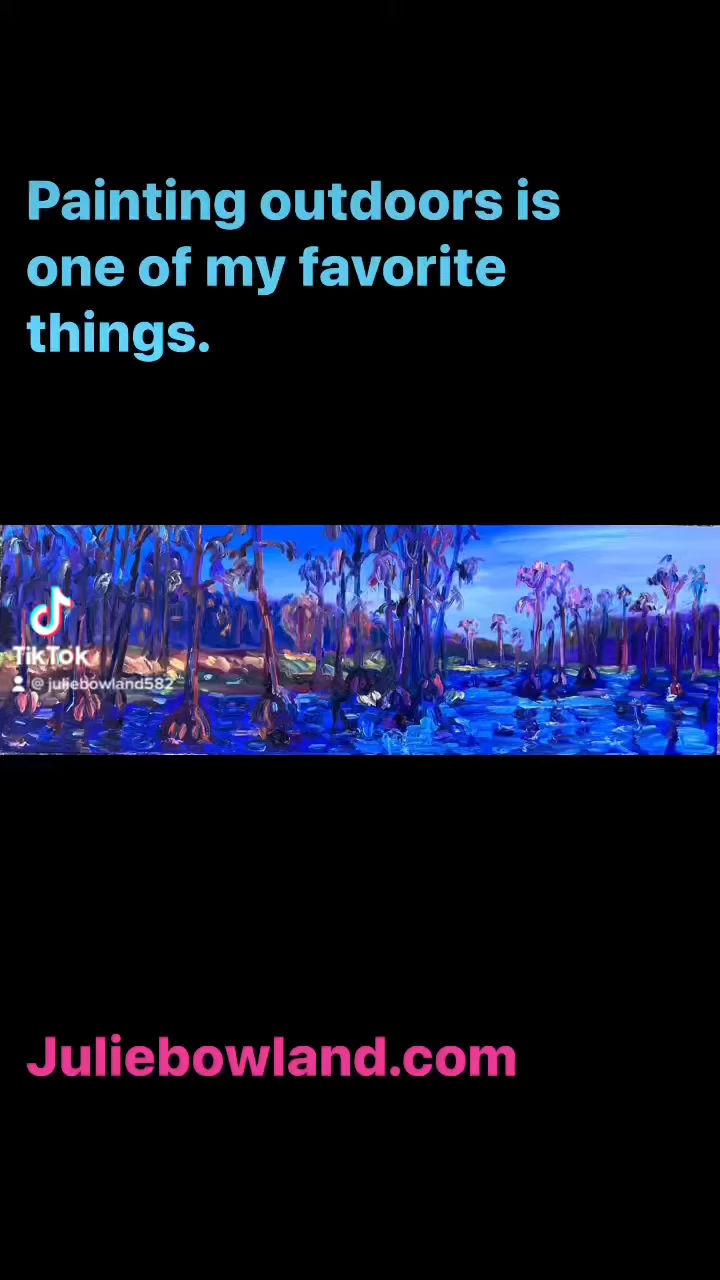 Painting outdoors is
one of my favorite
things.
TikTok
@juliebowland582
Juliebowland.com